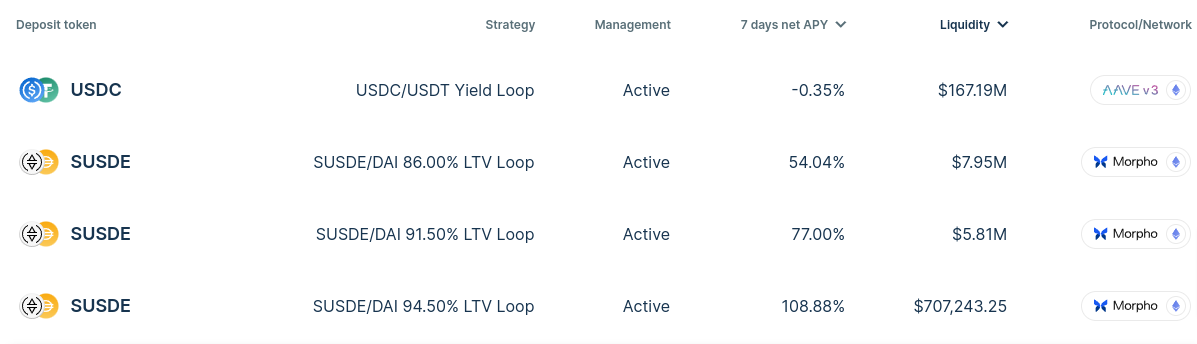 Deposit token Strategy Management 7 days net APY Liquidity Protocol/Network
USDC USDC/USDT Yield Loop Active -0.35% $167.19M AAVE v3
SUSDE SUSDE/DAI 86.00% LTV Loop Active 54.04% $7.95M Morpho
SUSDE SUSDE/DAI 91.50% LTV Loop Active 77.00% $5.81M Morpho
SUSDE SUSDE/DAI 94.50% LTV Loop Active 108.88% $707,243.25 Morpho